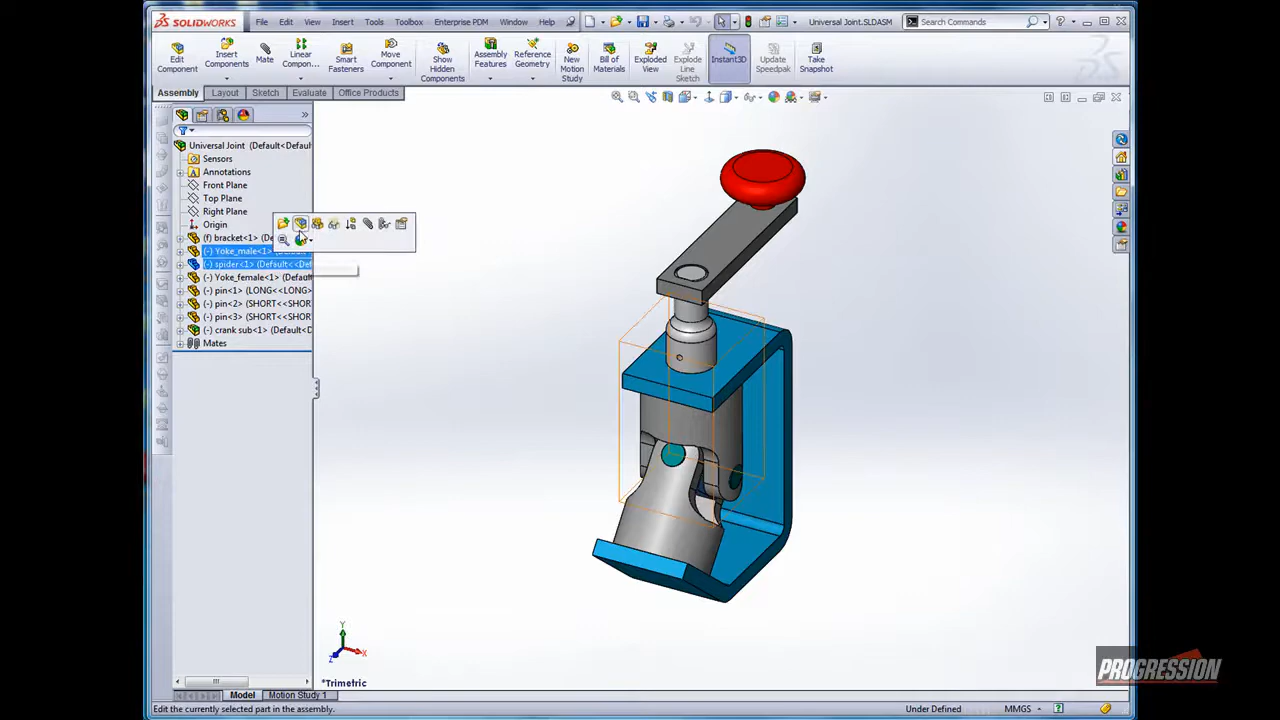 SOLIDWORKS File Edit View Insert Tools Toolbox Enterprise PDM Window Help Universal Joint.SLDASM Search Commands
Edit Component
Insert Components
Mate
Linear Compon...
Smart Fasteners
Move Component
Show Hidden Components
Assembly Features
Reference Geometry
New Motion Study
Bill of Materials
Exploded View
Explode Line Sketch
Instant3D
Update Speedpak
Take Snapshot
Assembly Layout Sketch Evaluate Office Products
Universal Joint (Default<Defau
Sensors
Annotations
Front Plane
Top Plane
Right Plane
Origin
(f) bracket<1> (De
(-) Yoke_male<1>
(-) spider<1> (Default<<Def
(-) Yoke_female<1> (Default
(-) pin<1> (LONG<<LONG>
(-) pin<2> (SHORT<<SHOR
(-) pin<3> (SHORT<<SHOR
(-) crank sub<1> (Default<D
Mates
Y
X
Z
*Trimetric
PROGRESSION
Model Motion Study 1
Edit the currently selected part in the assembly. Under Defined MMGS